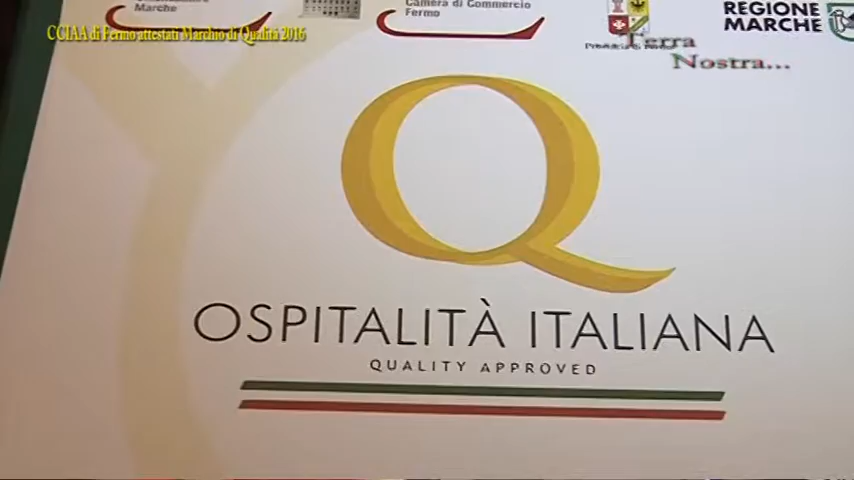 Marche
Camera di Commercio
Fermo
REGIONE
MARCHE
CCIAA di Fermo attestati Marchio di Qualità 2016
Terra
Nostra...
Q
OSPITALITÀ ITALIANA
QUALITY APPROVED